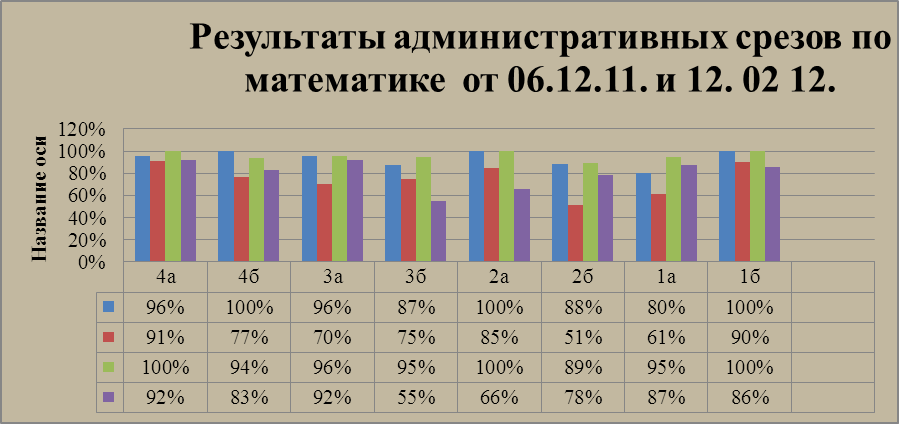 Результаты административных срезов по
математике от 06.12.11. и 12. 02 12.
Название оси
120%
100%
80%
60%
40%
20%
0%
4а 4б 3а 3б 2а 2б 1а 1б
96% 100% 96% 87% 100% 88% 80% 100%
91% 77% 70% 75% 85% 51% 61% 90%
100% 94% 96% 95% 100% 89% 95% 100%
92% 83% 92% 55% 66% 78% 87% 86%